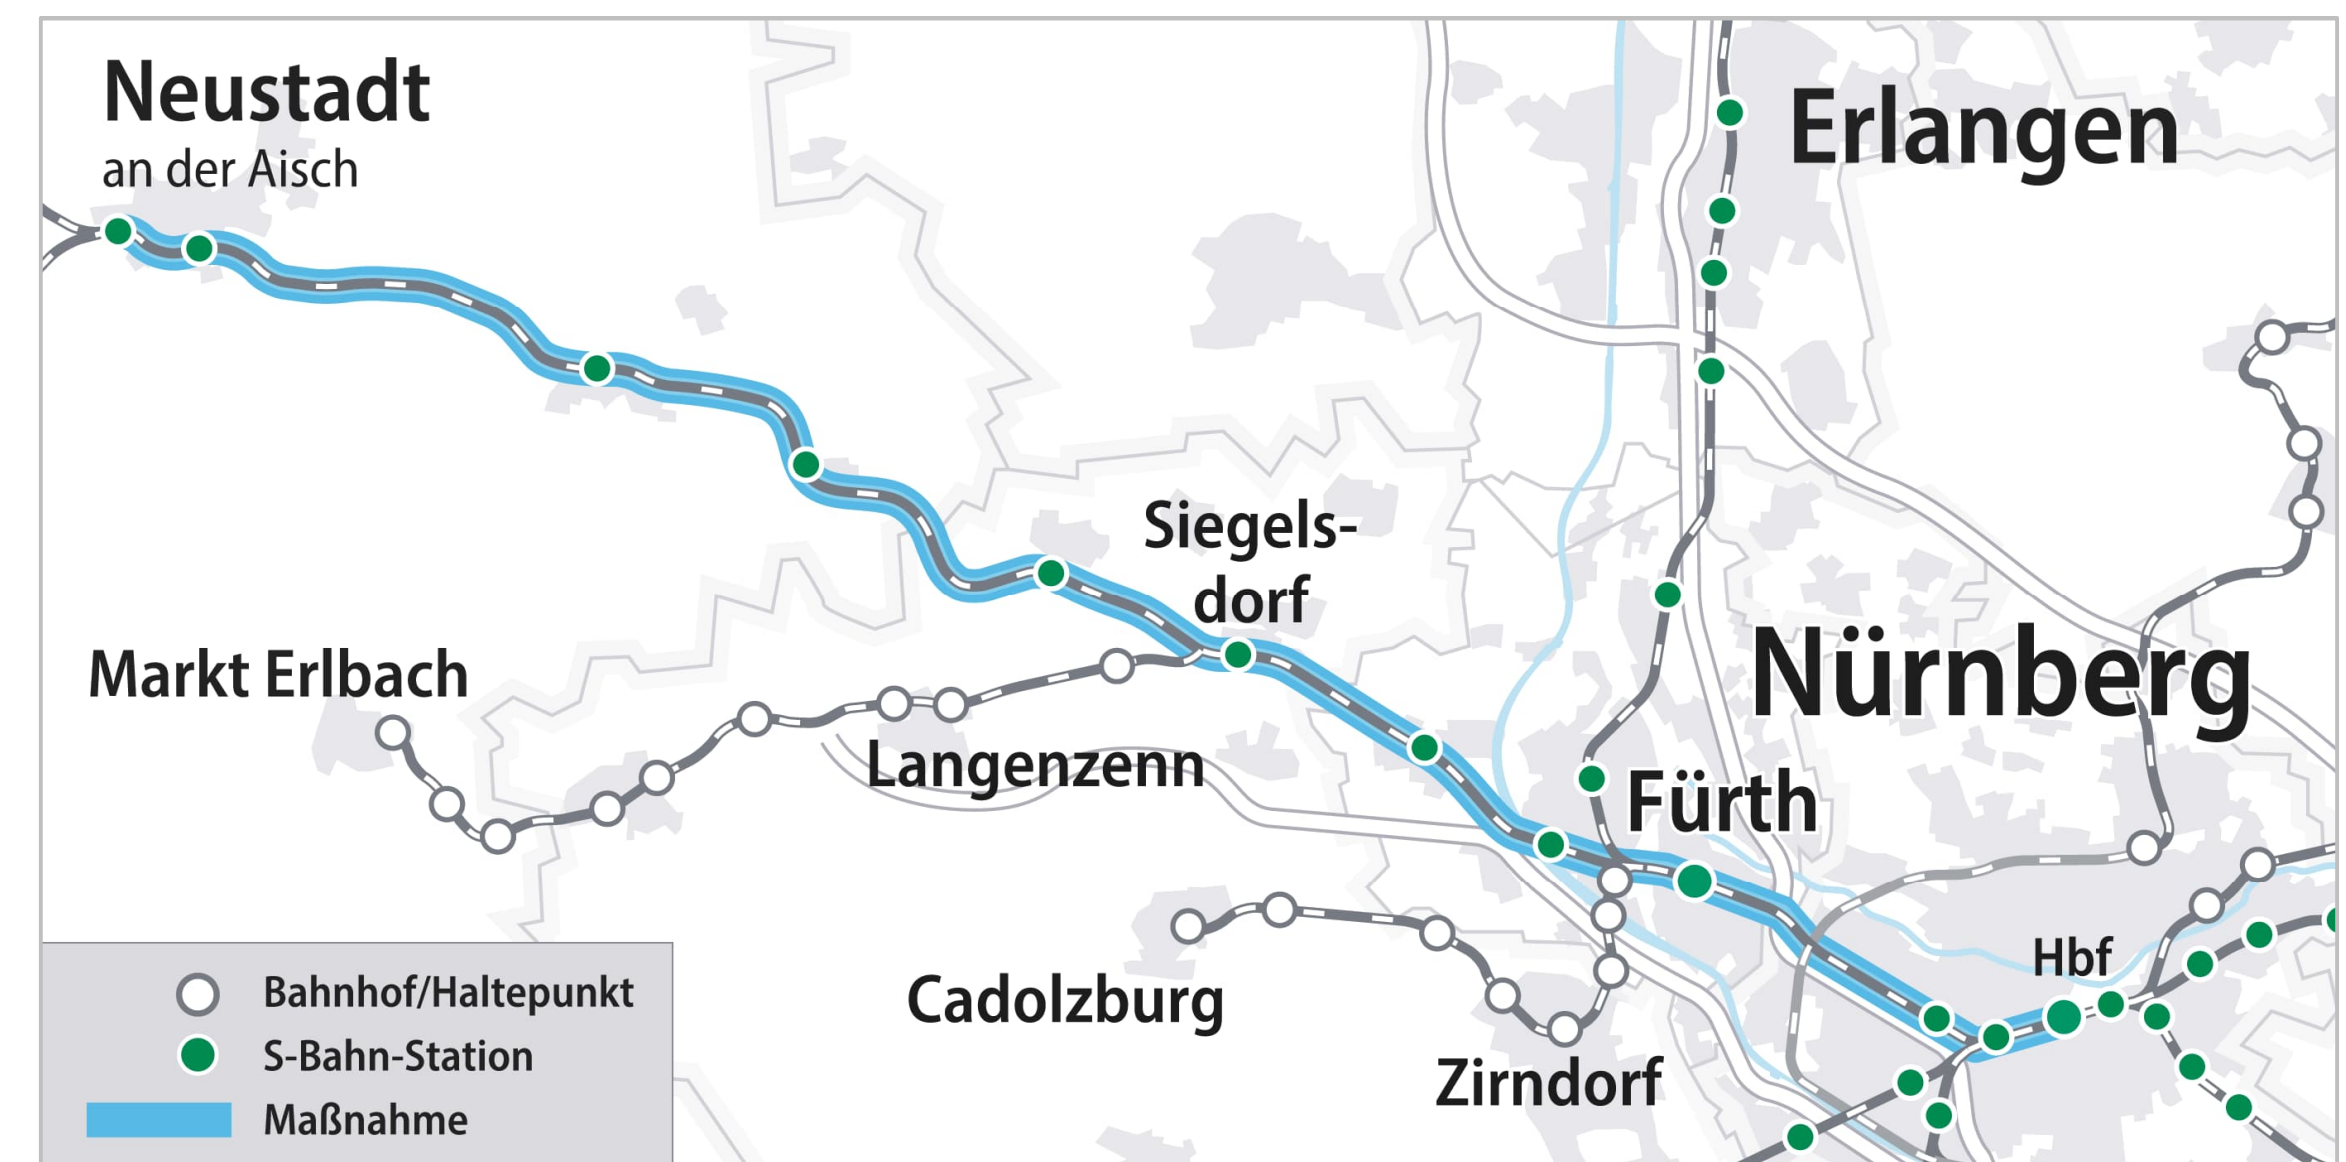 Neustadt
an der Aisch
Erlangen
Siegels-
dorf
Markt Erlbach
Nürnberg
Langenzenn
Fürth
Hbf
Cadolzburg
Zirndorf
Bahnhof/Haltepunkt
S-Bahn-Station
Maßnahme